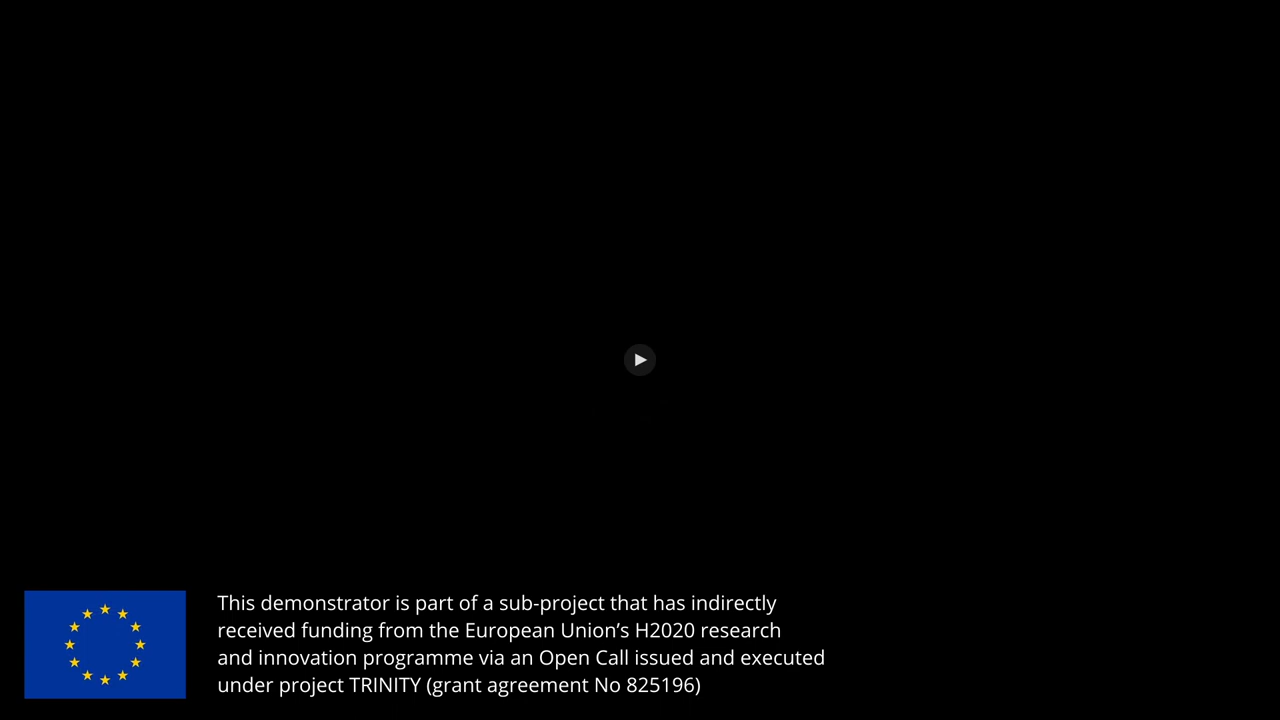 This demonstrator is part of a sub-project that has indirectly
received funding from the European Union’s H2020 research
and innovation programme via an Open Call issued and executed
under project TRINITY (grant agreement No 825196)